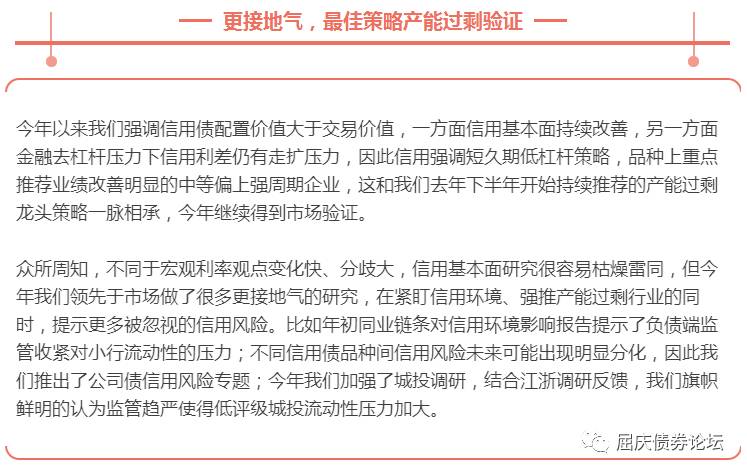 更接地气，最佳策略产能过剩验证
今年以来我们强调信用债配置价值大于交易价值，一方面信用基本面持续改善，另一方面
金融去杠杆压力下信用利差仍有走扩压力，因此信用强调短久期低杠杆策略，品种上重点
推荐业绩改善明显的中等偏上强周期企业，这和我们去年下半年开始持续推荐的产能过剩
龙头策略一脉相承，今年继续得到市场验证。
众所周知，不同于宏观利率观点变化快、分歧大，信用基本面研究很容易枯燥雷同，但今
年我们领先于市场做了很多更接地气的研究，在紧盯信用环境、强推产能过剩行业的同
时，提示更多被忽视的信用风险。比如年初同业链条对信用环境影响报告提示了负债端监
管收紧对小行流动性的压力；不同信用债品种间信用风险未来可能出现明显分化，因此我
们推出了公司债信用风险专题；今年我们加强了城投调研，结合江浙调研反馈，我们旗帜
鲜明的认为监管趋严使得低评级城投流动性压力加大。
屈庆债券论坛